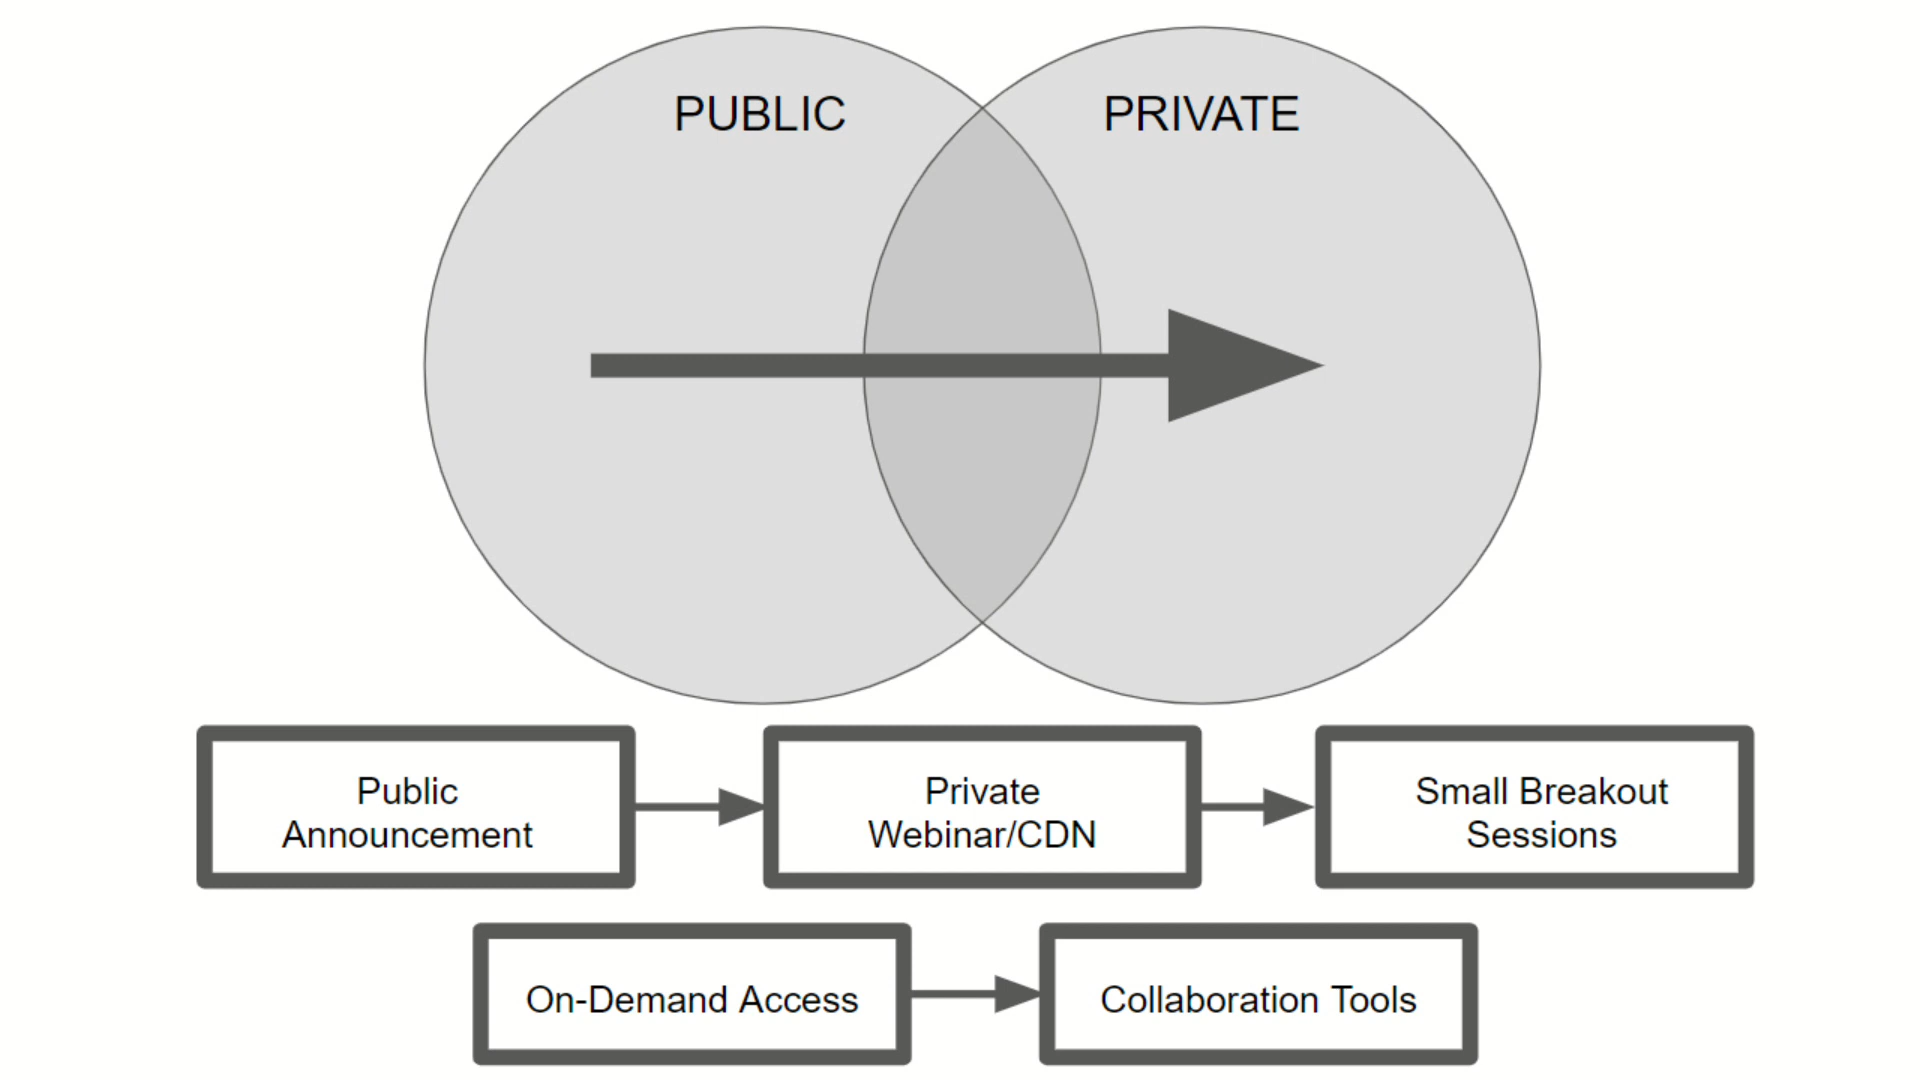 PUBLIC
PRIVATE
Public
Announcement
Private
Webinar/CDN
Small Breakout
Sessions
On-Demand Access
Collaboration Tools